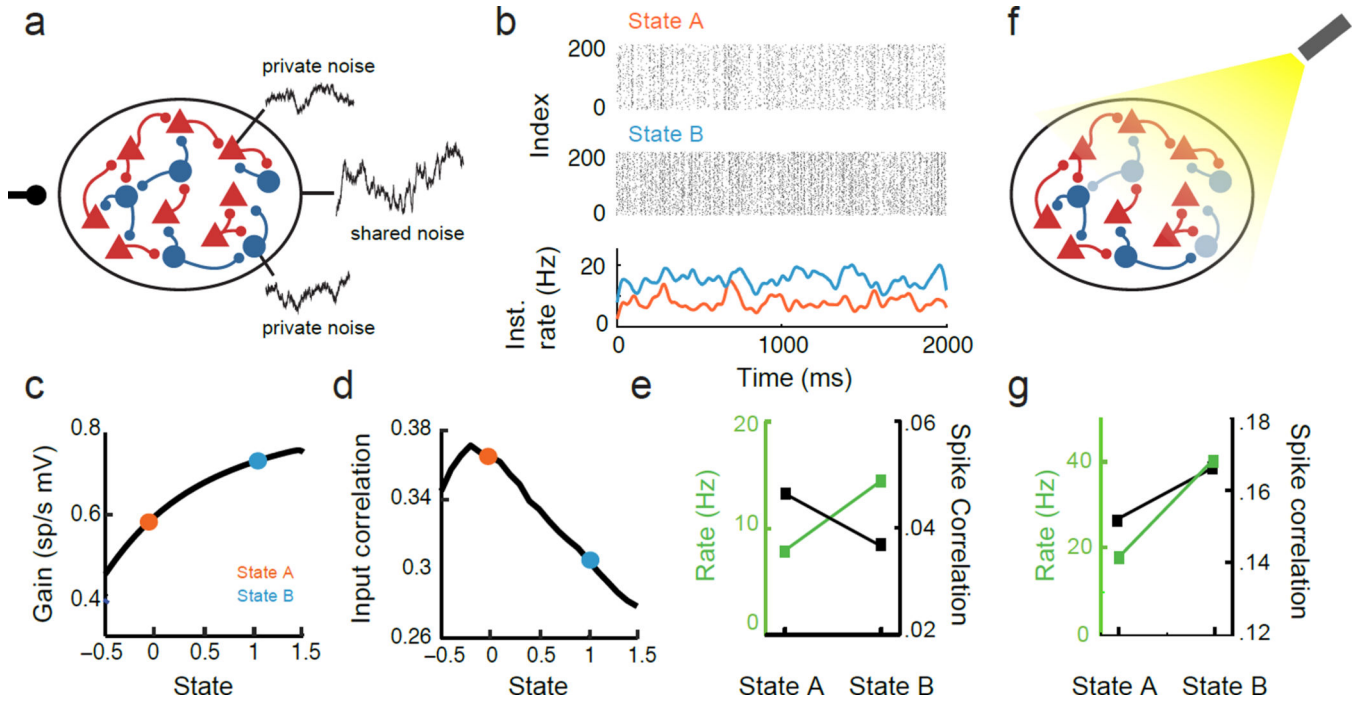 a
private noise
shared noise
private noise
b
State A
200
0
State B
200
0
Index
20
0
Inst.
rate (Hz)
0
1000
2000
Time (ms)
f
c
0.8
0.6
0.4
Gain (sp/s mV)
State A
State B
−0.5
0
0.5
1
1.5
State
d
0.38
0.34
0.3
0.26
Input correlation
−0.5
0
0.5
1
1.5
State
e
20
10
0
Rate (Hz)
.06
.04
.02
Spike Correlation
State A
State B
g
40
20
0
Rate (Hz)
.18
.16
.14
.12
Spike correlation
State A
State B